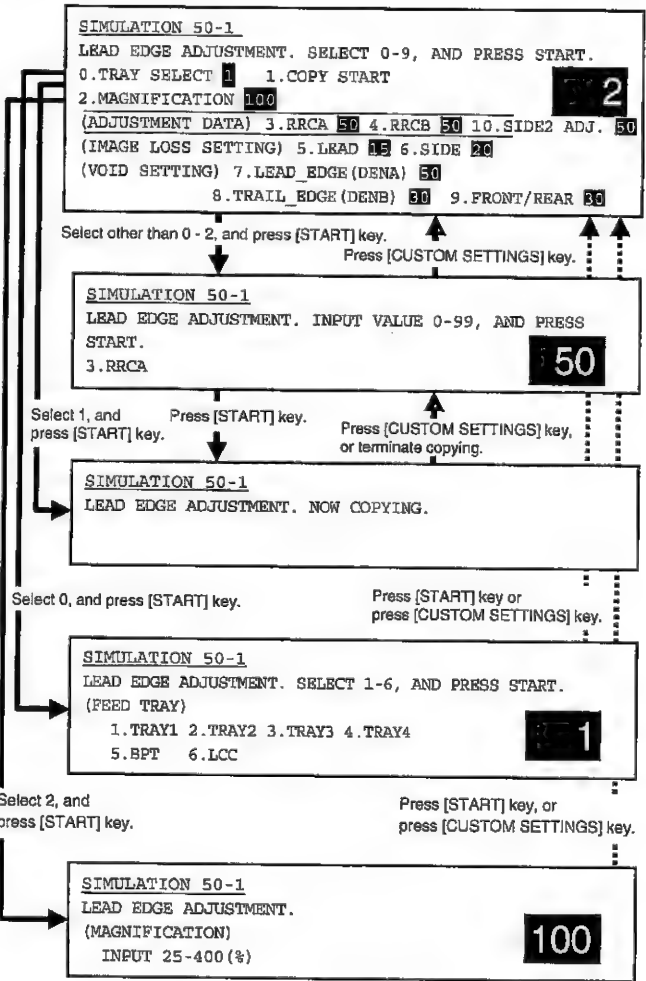 SIMULATION 50-1
LEAD EDGE ADJUSTMENT. SELECT 0-9, AND PRESS START.
0.TRAY SELECT 1 1.COPY START
2.MAGNIFICATION 100
2
(ADJUSTMENT DATA) 3.RRCA 50 4.RRCB 50 10.SIDE2 ADJ. 50
(IMAGE LOSS SETTING) 5.LEAD 15 6.SIDE 20
(VOID SETTING) 7.LEAD_EDGE(DENA) 50
8.TRAIL_EDGE(DENB) 30 9.FRONT/REAR 30
Select other than 0 - 2, and press [START] key.
Press [CUSTOM SETTINGS] key.
SIMULATION 50-1
LEAD EDGE ADJUSTMENT. INPUT VALUE 0-99, AND PRESS
START.
3.RRCA
50
Select 1, and
press [START] key.
Press [START] key.
Press [CUSTOM SETTINGS] key,
or terminate copying.
SIMULATION 50-1
LEAD EDGE ADJUSTMENT. NOW COPYING.
Select 0, and press [START] key.
Press [START] key or
press [CUSTOM SETTINGS] key.
SIMULATION 50-1
LEAD EDGE ADJUSTMENT. SELECT 1-6, AND PRESS START.
(FEED TRAY)
1.TRAY1 2.TRAY2 3.TRAY3 4.TRAY4
5.BPT 6.LCC
1
Select 2, and
press [START] key.
Press [START] key, or
press [CUSTOM SETTINGS] key.
SIMULATION 50-1
LEAD EDGE ADJUSTMENT.
(MAGNIFICATION)
INPUT 25-400(%)
100